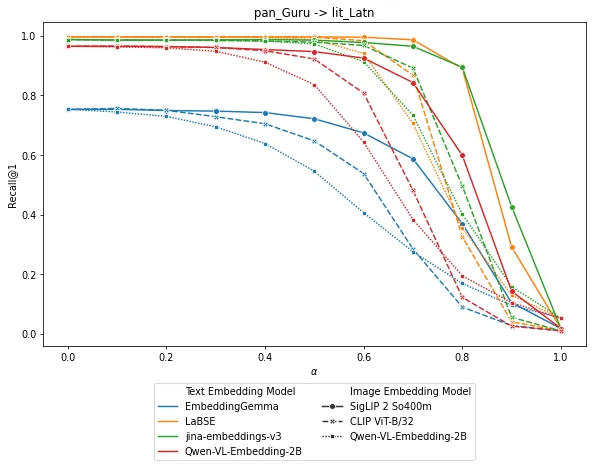 pan_Guru -> lit_Latn
1.0
0.8
0.6
0.4
0.2
0.0
Recall@1
0.0 0.2 0.4 0.6 0.8 1.0
α
Text Embedding Model Image Embedding Model
EmbeddingGemma SigLIP 2 So400m
LaBSE CLIP ViT-B/32
jina-embeddings-v3 Qwen-VL-Embedding-2B
Qwen-VL-Embedding-2B